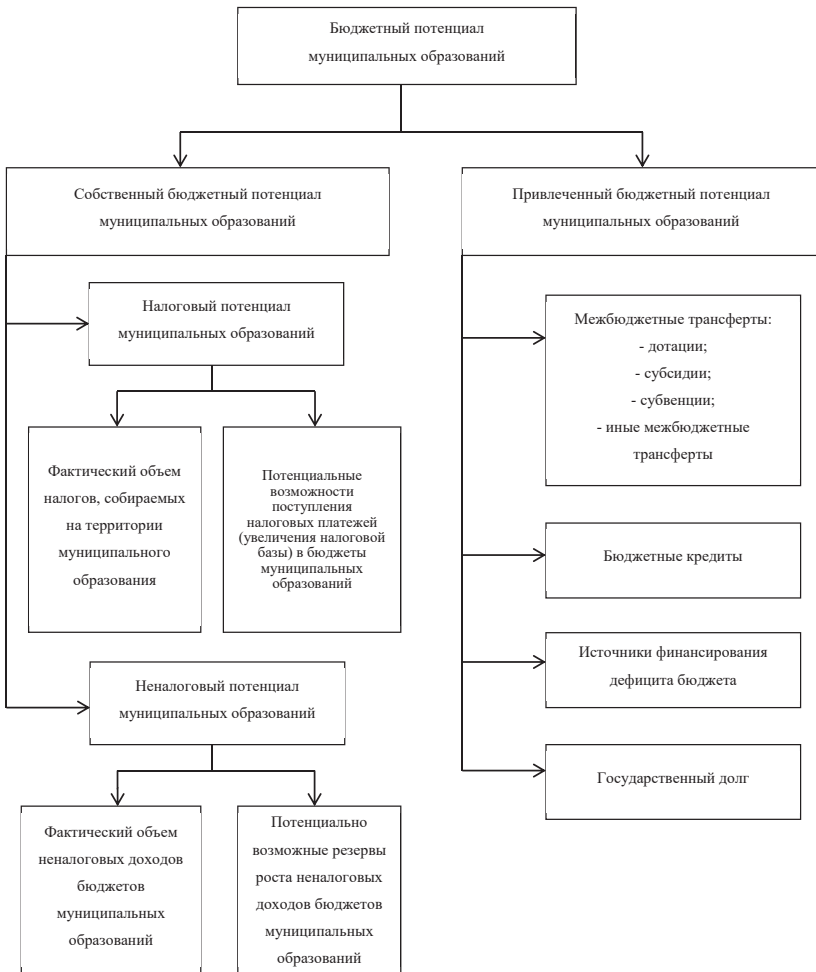 Бюджетный потенциал
муниципальных образований
Собственный бюджетный потенциал
муниципальных образований
Привлеченный бюджетный потенциал
муниципальных образований
Налоговый потенциал
муниципальных образований
Межбюджетные трансферты:
- дотации;
- субсидии;
- субвенции;
- иные межбюджетные
трансферты
Фактический объем
налогов, собираемых
на территории
муниципального
образования
Потенциальные
возможности
поступления
налоговых платежей
(увеличения налоговой
базы) в бюджеты
муниципальных
образований
Бюджетные кредиты
Источники финансирования
дефицита бюджета
Неналоговый потенциал
муниципальных образований
Государственный долг
Фактический объем
неналоговых доходов
бюджетов
муниципальных
образований
Потенциально
возможные резервы
роста неналоговых
доходов бюджетов
муниципальных
образований